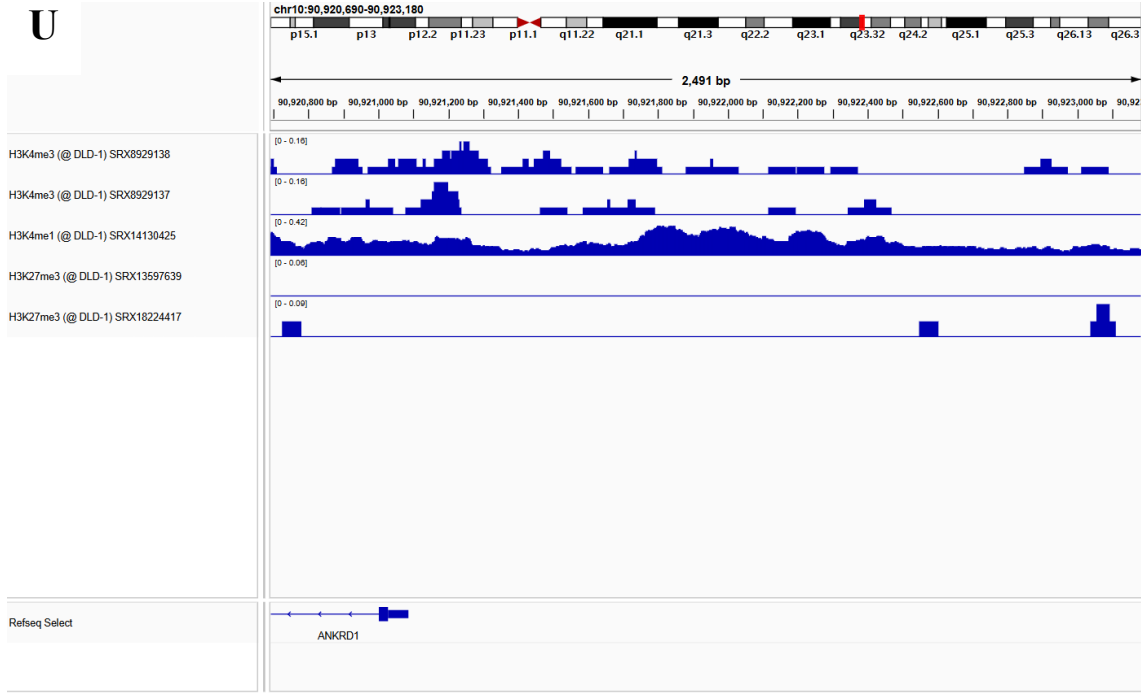 U
chr10:90,920,690-90,923,180
p15.1 p13 p12.2 p11.23 p11.1 q11.22 q21.1 q21.3 q22.2 q23.1 q23.32 q24.2 q25.1 q25.3 q26.13 q26.3
2,491 bp
90,920,800 bp 90,921,000 bp 90,921,200 bp 90,921,400 bp 90,921,600 bp 90,921,800 bp 90,922,000 bp 90,922,200 bp 90,922,400 bp 90,922,600 bp 90,922,800 bp 90,923,000 bp 90,92
H3K4me3 (@ DLD-1) SRX8929138
[0 - 0.16]
H3K4me3 (@ DLD-1) SRX8929137
[0 - 0.16]
H3K4me1 (@ DLD-1) SRX14130425
[0 - 0.42]
H3K27me3 (@ DLD-1) SRX13597639
[0 - 0.06]
H3K27me3 (@ DLD-1) SRX18224417
[0 - 0.09]
Refseq Select
ANKRD1